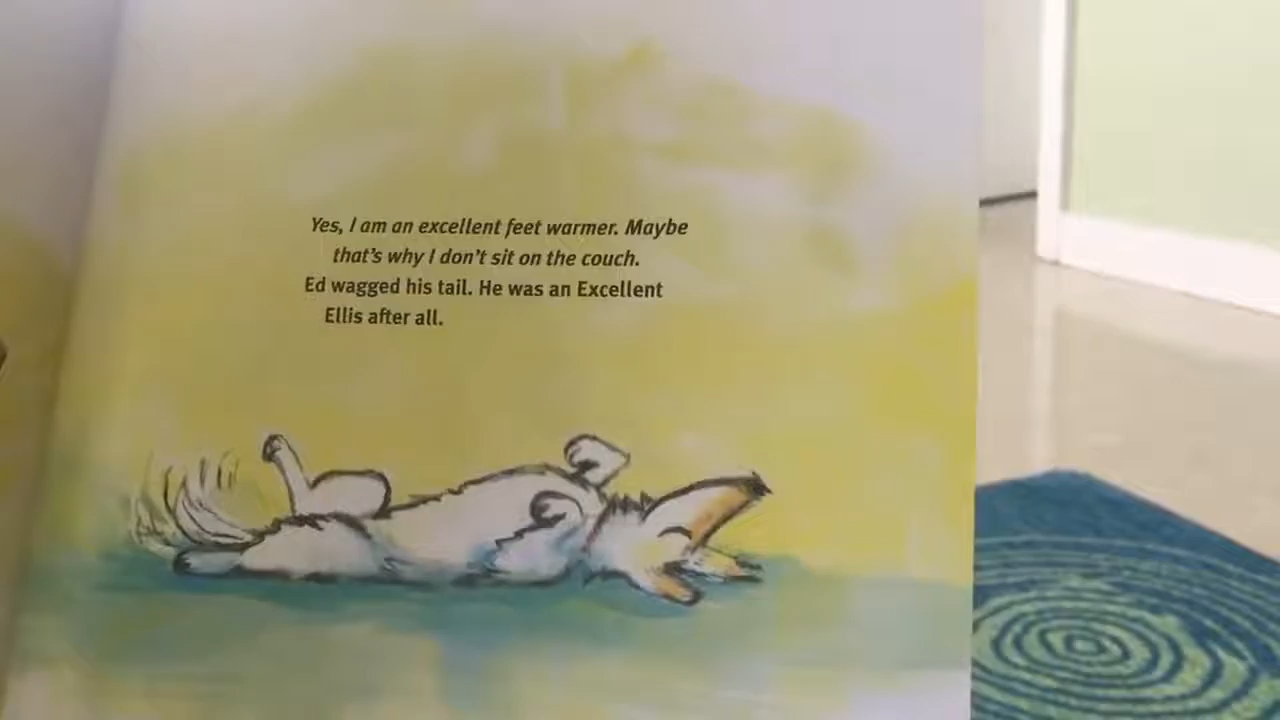 Yes, I am an excellent feet warmer. Maybe
that's why I don't sit on the couch.
Ed wagged his tail. He was an Excellent
Ellis after all.